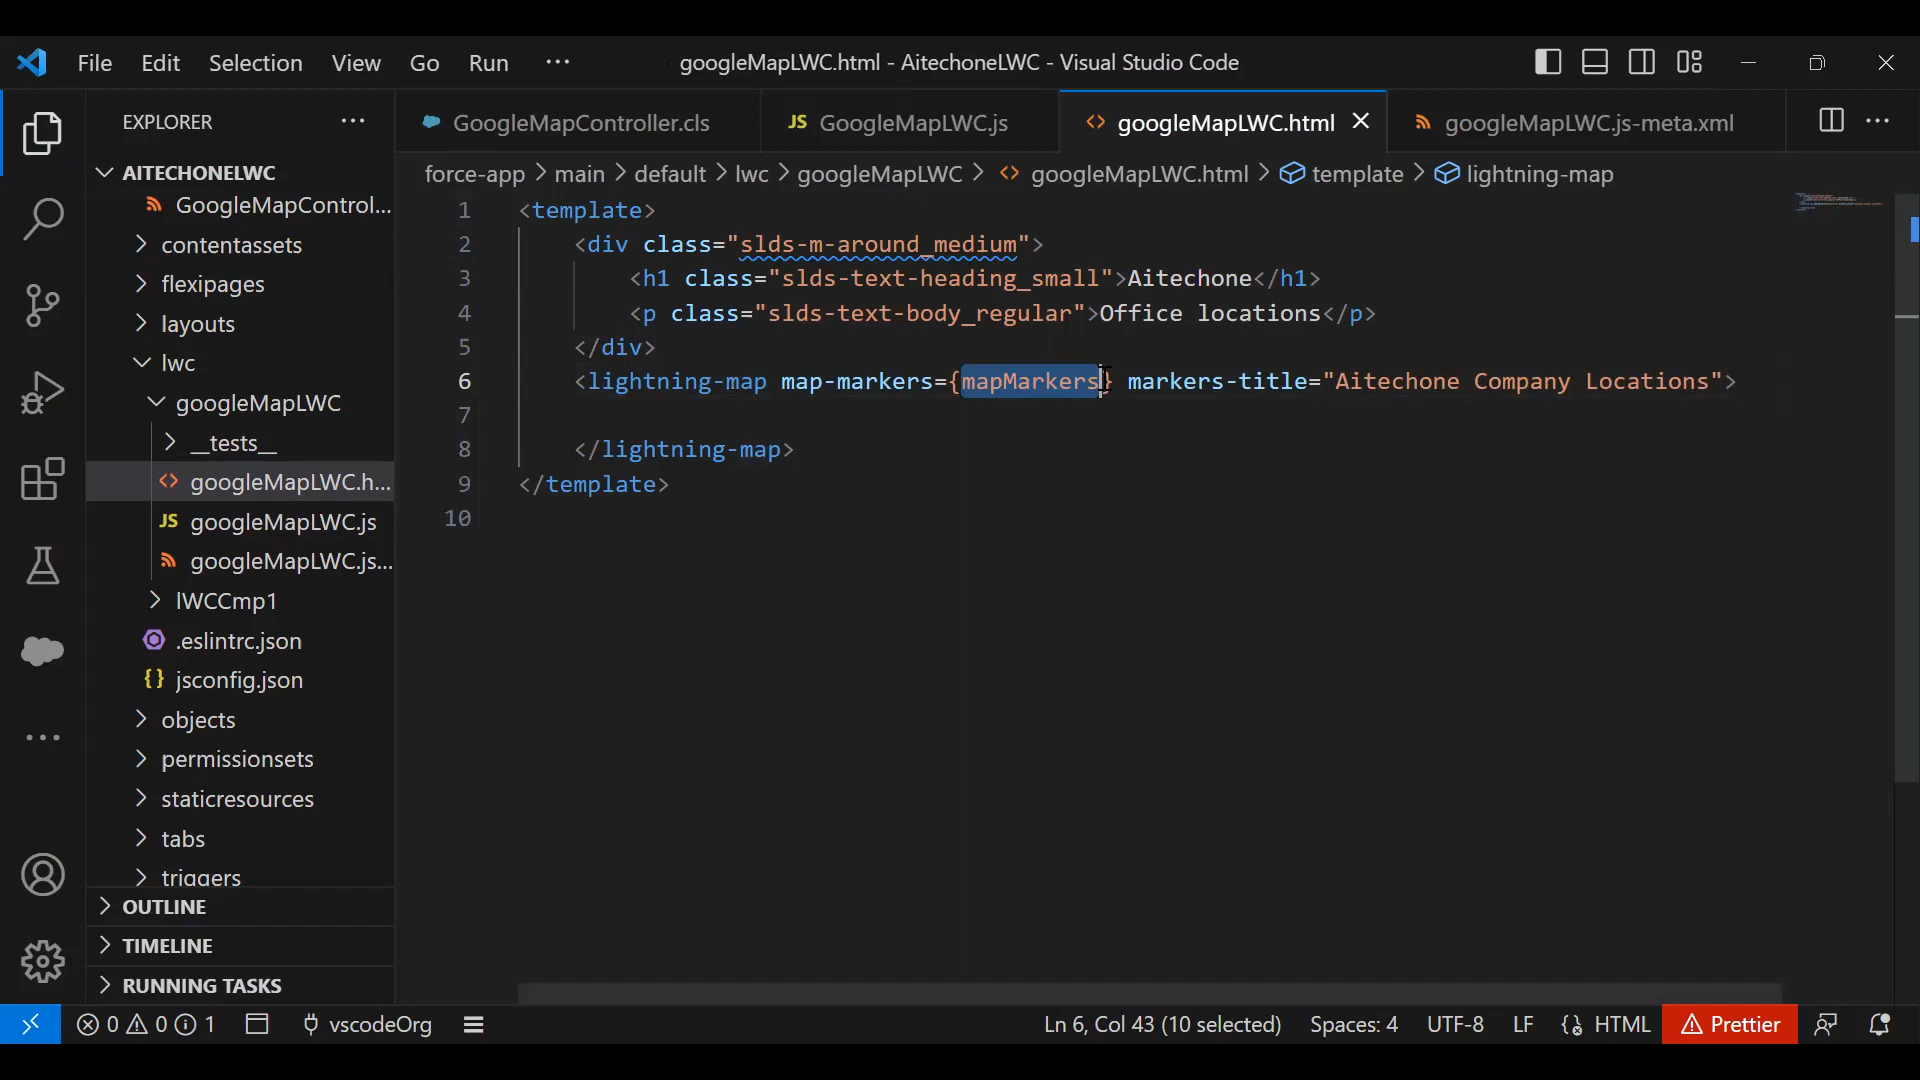 File Edit Selection View Go Run ··· googleMapLWC.html - AitechoneLWC - Visual Studio Code
EXPLORER ···
GoogleMapController.cls JS GoogleMapLWC.js <> googleMapLWC.html googleMapLWC.js-meta.xml ···
force-app > main > default > lwc > googleMapLWC > <> googleMapLWC.html > template > lightning-map
AITECHONELWC
GoogleMapControl...
contentassets
flexipages
layouts
lwc
googleMapLWC
__tests__
<> googleMapLWC.h...
JS googleMapLWC.js
googleMapLWC.js...
lWCCmp1
.eslintrc.json
{} jsconfig.json
objects
permissionsets
staticresources
tabs
triggers
OUTLINE
TIMELINE
RUNNING TASKS
1 <template>
2 <div class="slds-m-around_medium">
3 <h1 class="slds-text-heading_small">Aitechone</h1>
4 <p class="slds-text-body_regular">Office locations</p>
5 </div>
6 <lightning-map map-markers={mapMarkers} markers-title="Aitechone Company Locations">
7
8 </lightning-map>
9 </template>
10
0 0 1 vscodeOrg Ln 6, Col 43 (10 selected) Spaces: 4 UTF-8 LF HTML Prettier